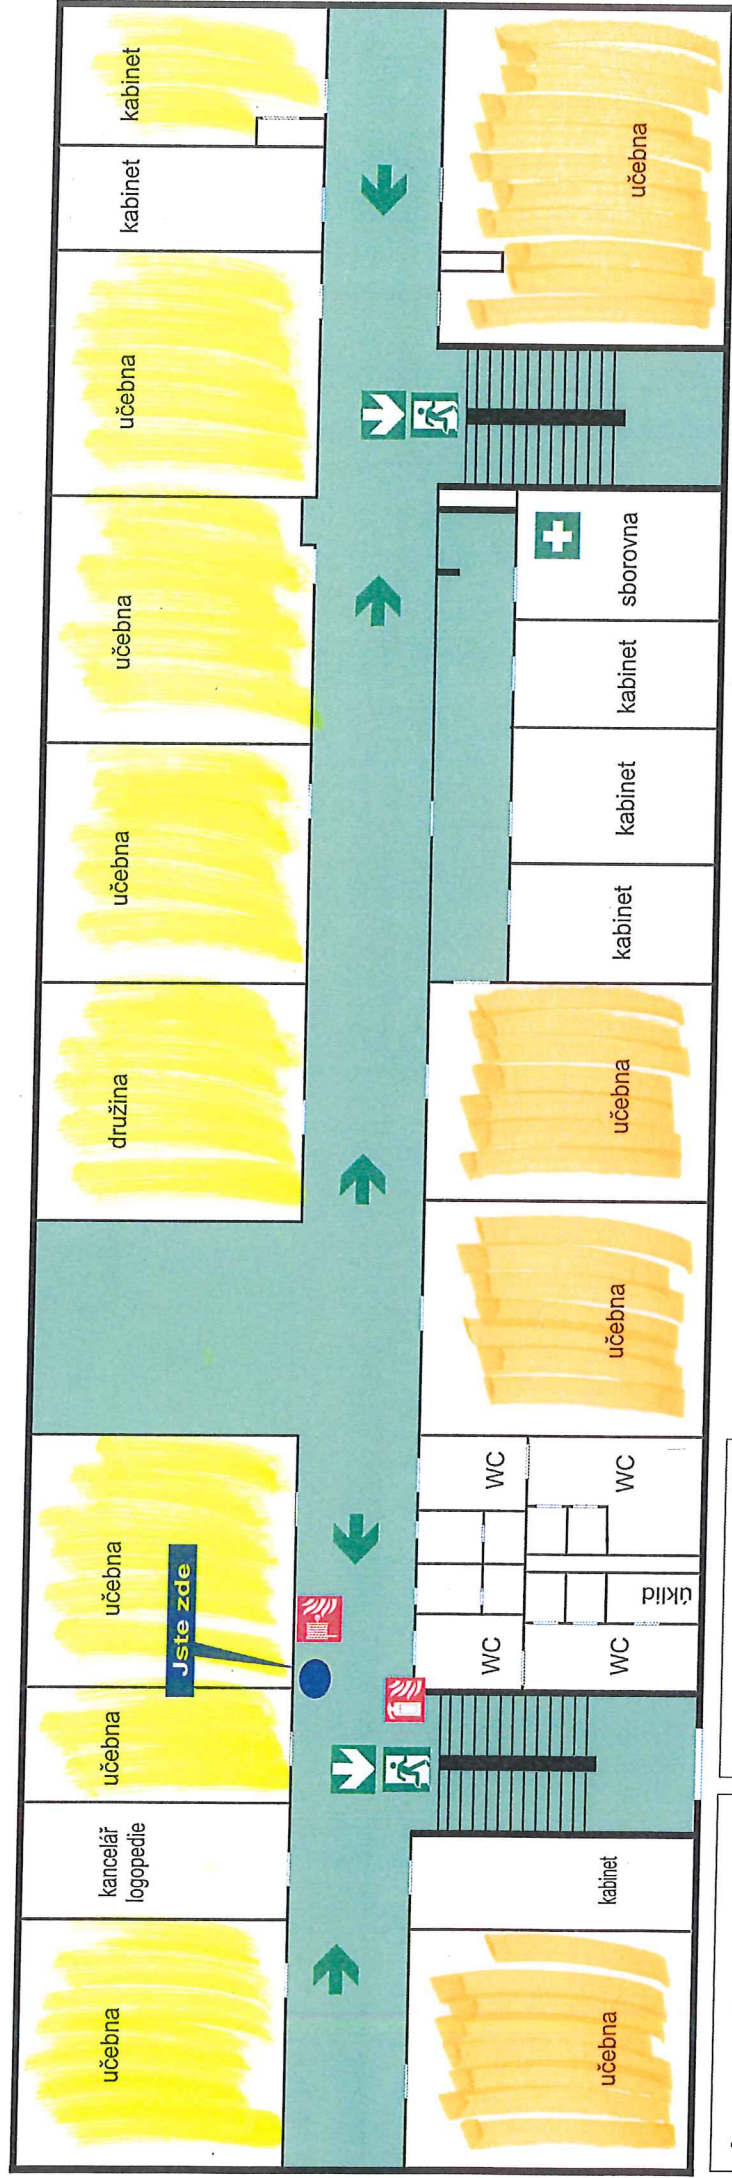 učebna
kancelář
logopedie
učebna
učebna
Jste zde
družina
učebna
učebna
učebna
kabinet
kabinet
učebna
kabinet
WC
WC
WC
WC
úklid
učebna
učebna
kabinet
kabinet
kabinet
sborovna
učebna